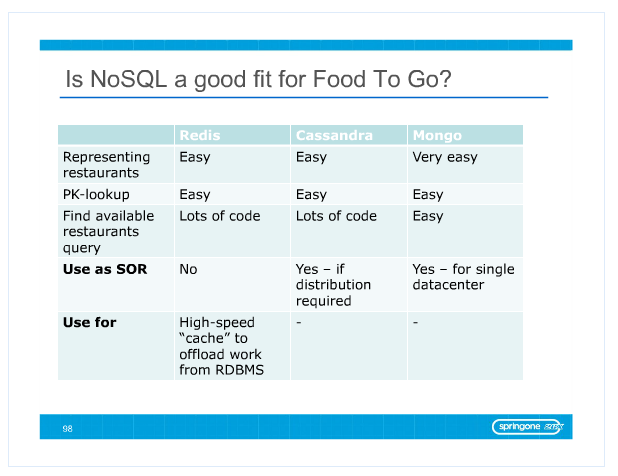 Is NoSQL a good fit for Food To Go?
Redis Cassandra Mongo
Representing restaurants Easy Easy Very easy
PK-lookup Easy Easy Easy
Find available restaurants query Lots of code Lots of code Easy
Use as SOR No Yes – if distribution required Yes – for single datacenter
Use for High-speed “cache” to offload work from RDBMS - -
98
springone